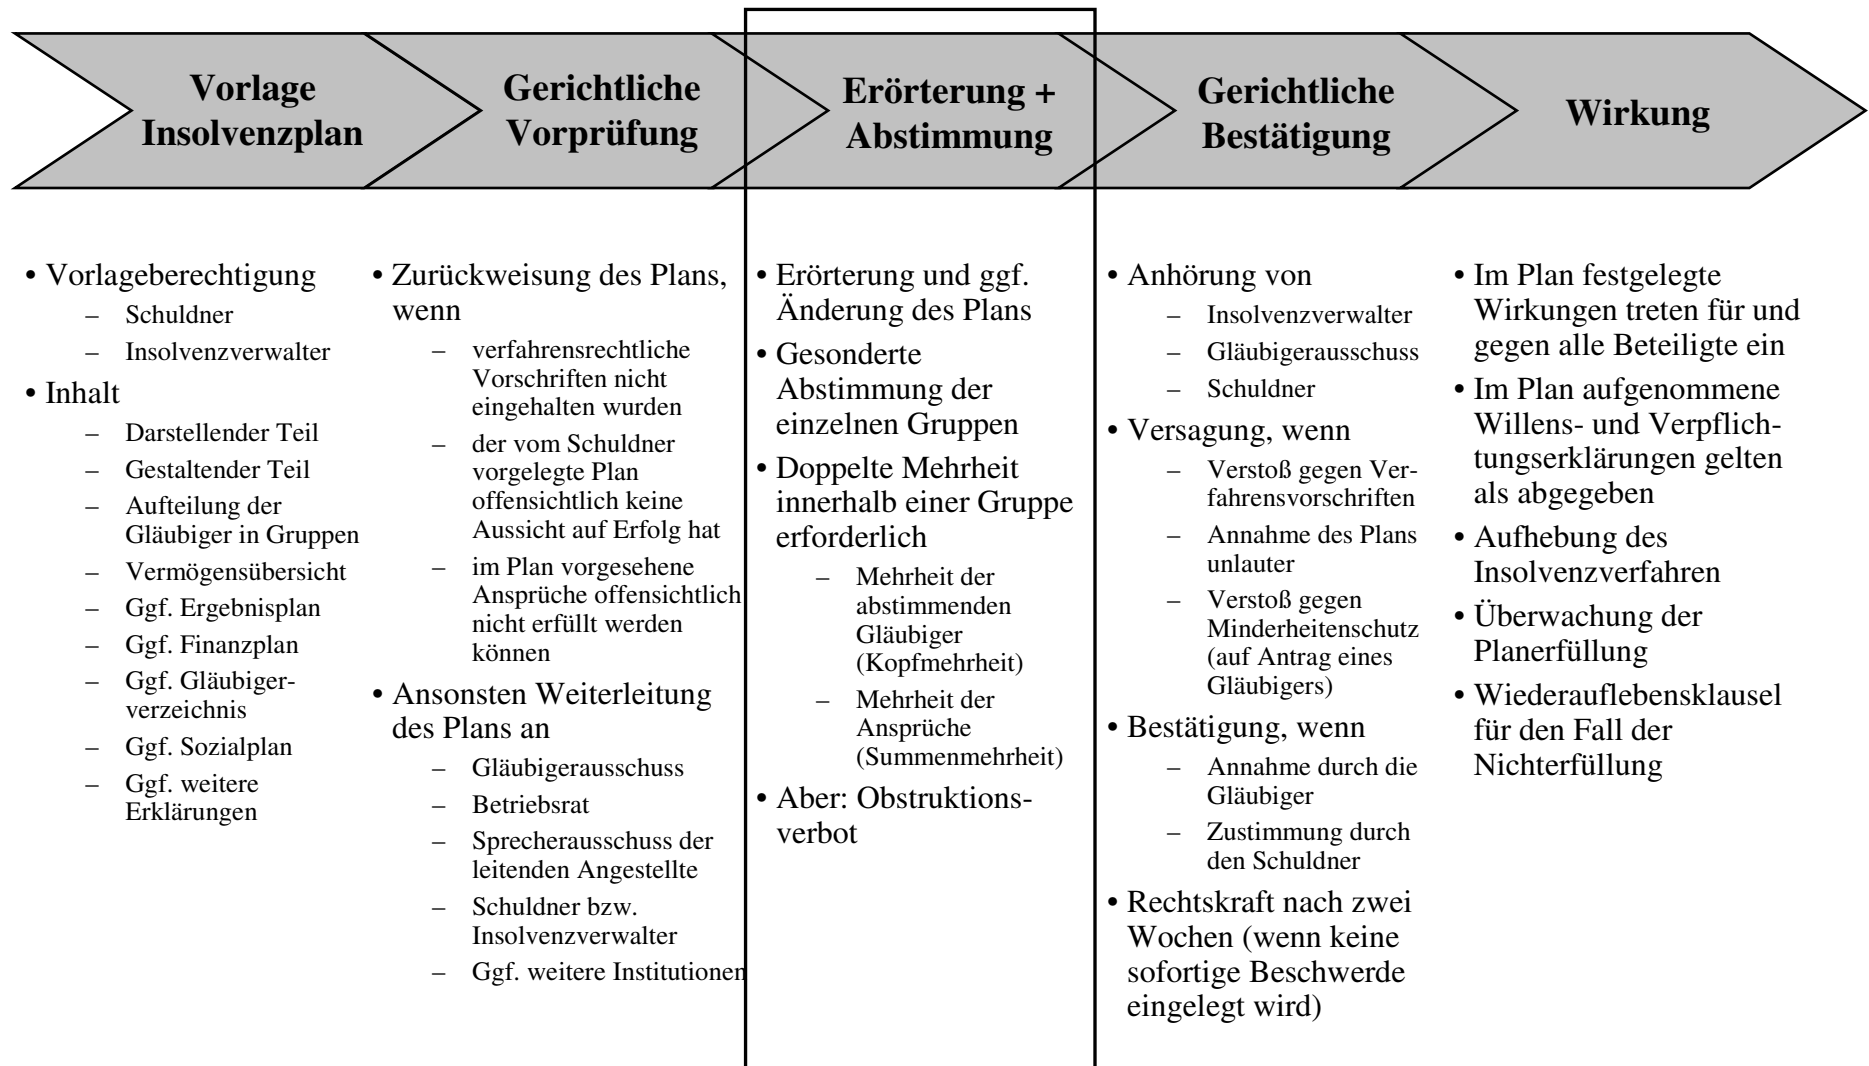 Vorlage
Insolvenzplan
Gerichtliche
Vorprüfung
Erörterung +
Abstimmung
Gerichtliche
Bestätigung
Wirkung
• Vorlageberechtigung
– Schuldner
– Insolvenzverwalter
• Inhalt
– Darstellender Teil
– Gestaltender Teil
– Aufteilung der
Gläubiger in Gruppen
– Vermögensübersicht
– Ggf. Ergebnisplan
– Ggf. Finanzplan
– Ggf. Gläubiger-
verzeichnis
– Ggf. Sozialplan
– Ggf. weitere
Erklärungen
• Zurückweisung des Plans,
wenn
– verfahrensrechtliche
Vorschriften nicht
eingehalten wurden
– der vom Schuldner
vorgelegte Plan
offensichtlich keine
Aussicht auf Erfolg hat
– im Plan vorgesehene
Ansprüche offensichtlich
nicht erfüllt werden
können
• Ansonsten Weiterleitung
des Plans an
– Gläubigerausschuss
– Betriebsrat
– Sprecherausschuss der
leitenden Angestellte
– Schuldner bzw.
Insolvenzverwalter
– Ggf. weitere Institutionen
• Erörterung und ggf.
Änderung des Plans
• Gesonderte
Abstimmung der
einzelnen Gruppen
• Doppelte Mehrheit
innerhalb einer Gruppe
erforderlich
– Mehrheit der
abstimmenden
Gläubiger
(Kopfmehrheit)
– Mehrheit der
Ansprüche
(Summenmehrheit)
• Aber: Obstruktions-
verbot
• Anhörung von
– Insolvenzverwalter
– Gläubigerausschuss
– Schuldner
• Versagung, wenn
– Verstoß gegen Ver-
fahrensvorschriften
– Annahme des Plans
unlauter
– Verstoß gegen
Minderheitenschutz
(auf Antrag eines
Gläubigers)
• Bestätigung, wenn
– Annahme durch die
Gläubiger
– Zustimmung durch
den Schuldner
• Rechtskraft nach zwei
Wochen (wenn keine
sofortige Beschwerde
eingelegt wird)
• Im Plan festgelegte
Wirkungen treten für und
gegen alle Beteiligte ein
• Im Plan aufgenommene
Willens- und Verpflich-
tungserklärungen gelten
als abgegeben
• Aufhebung des
Insolvenzverfahren
• Überwachung der
Planerfüllung
• Wiederauflebensklausel
für den Fall der
Nichterfüllung